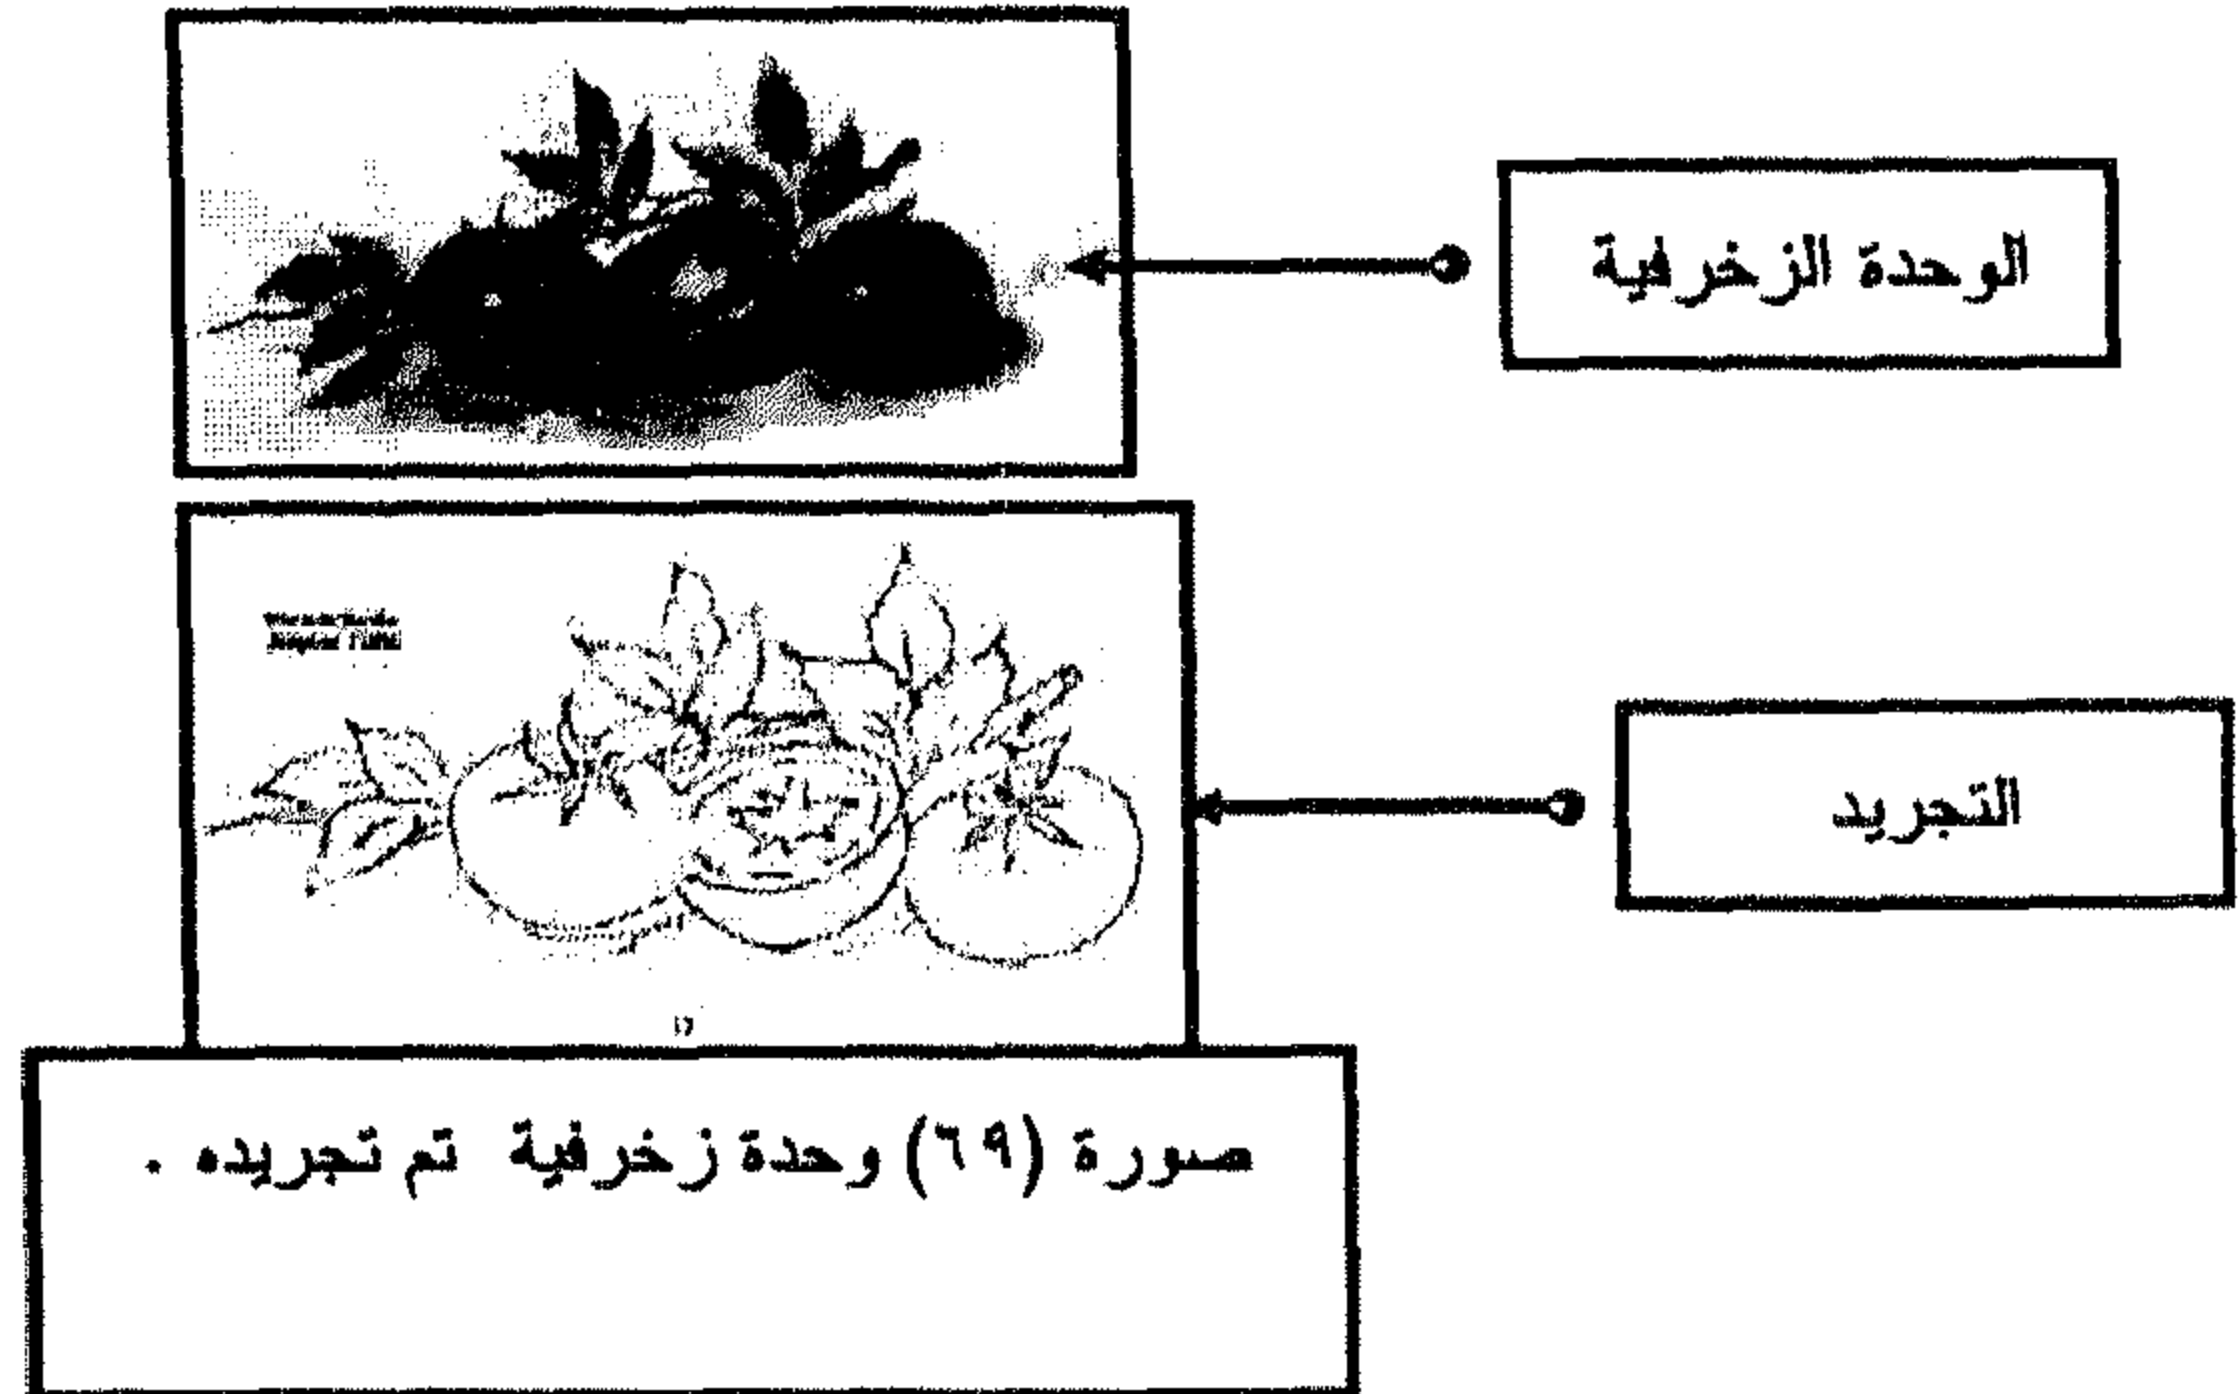 الوحدة الزخرفية
التجريد
صورة (٦٩) وحدة زخرفية تم تجريده .